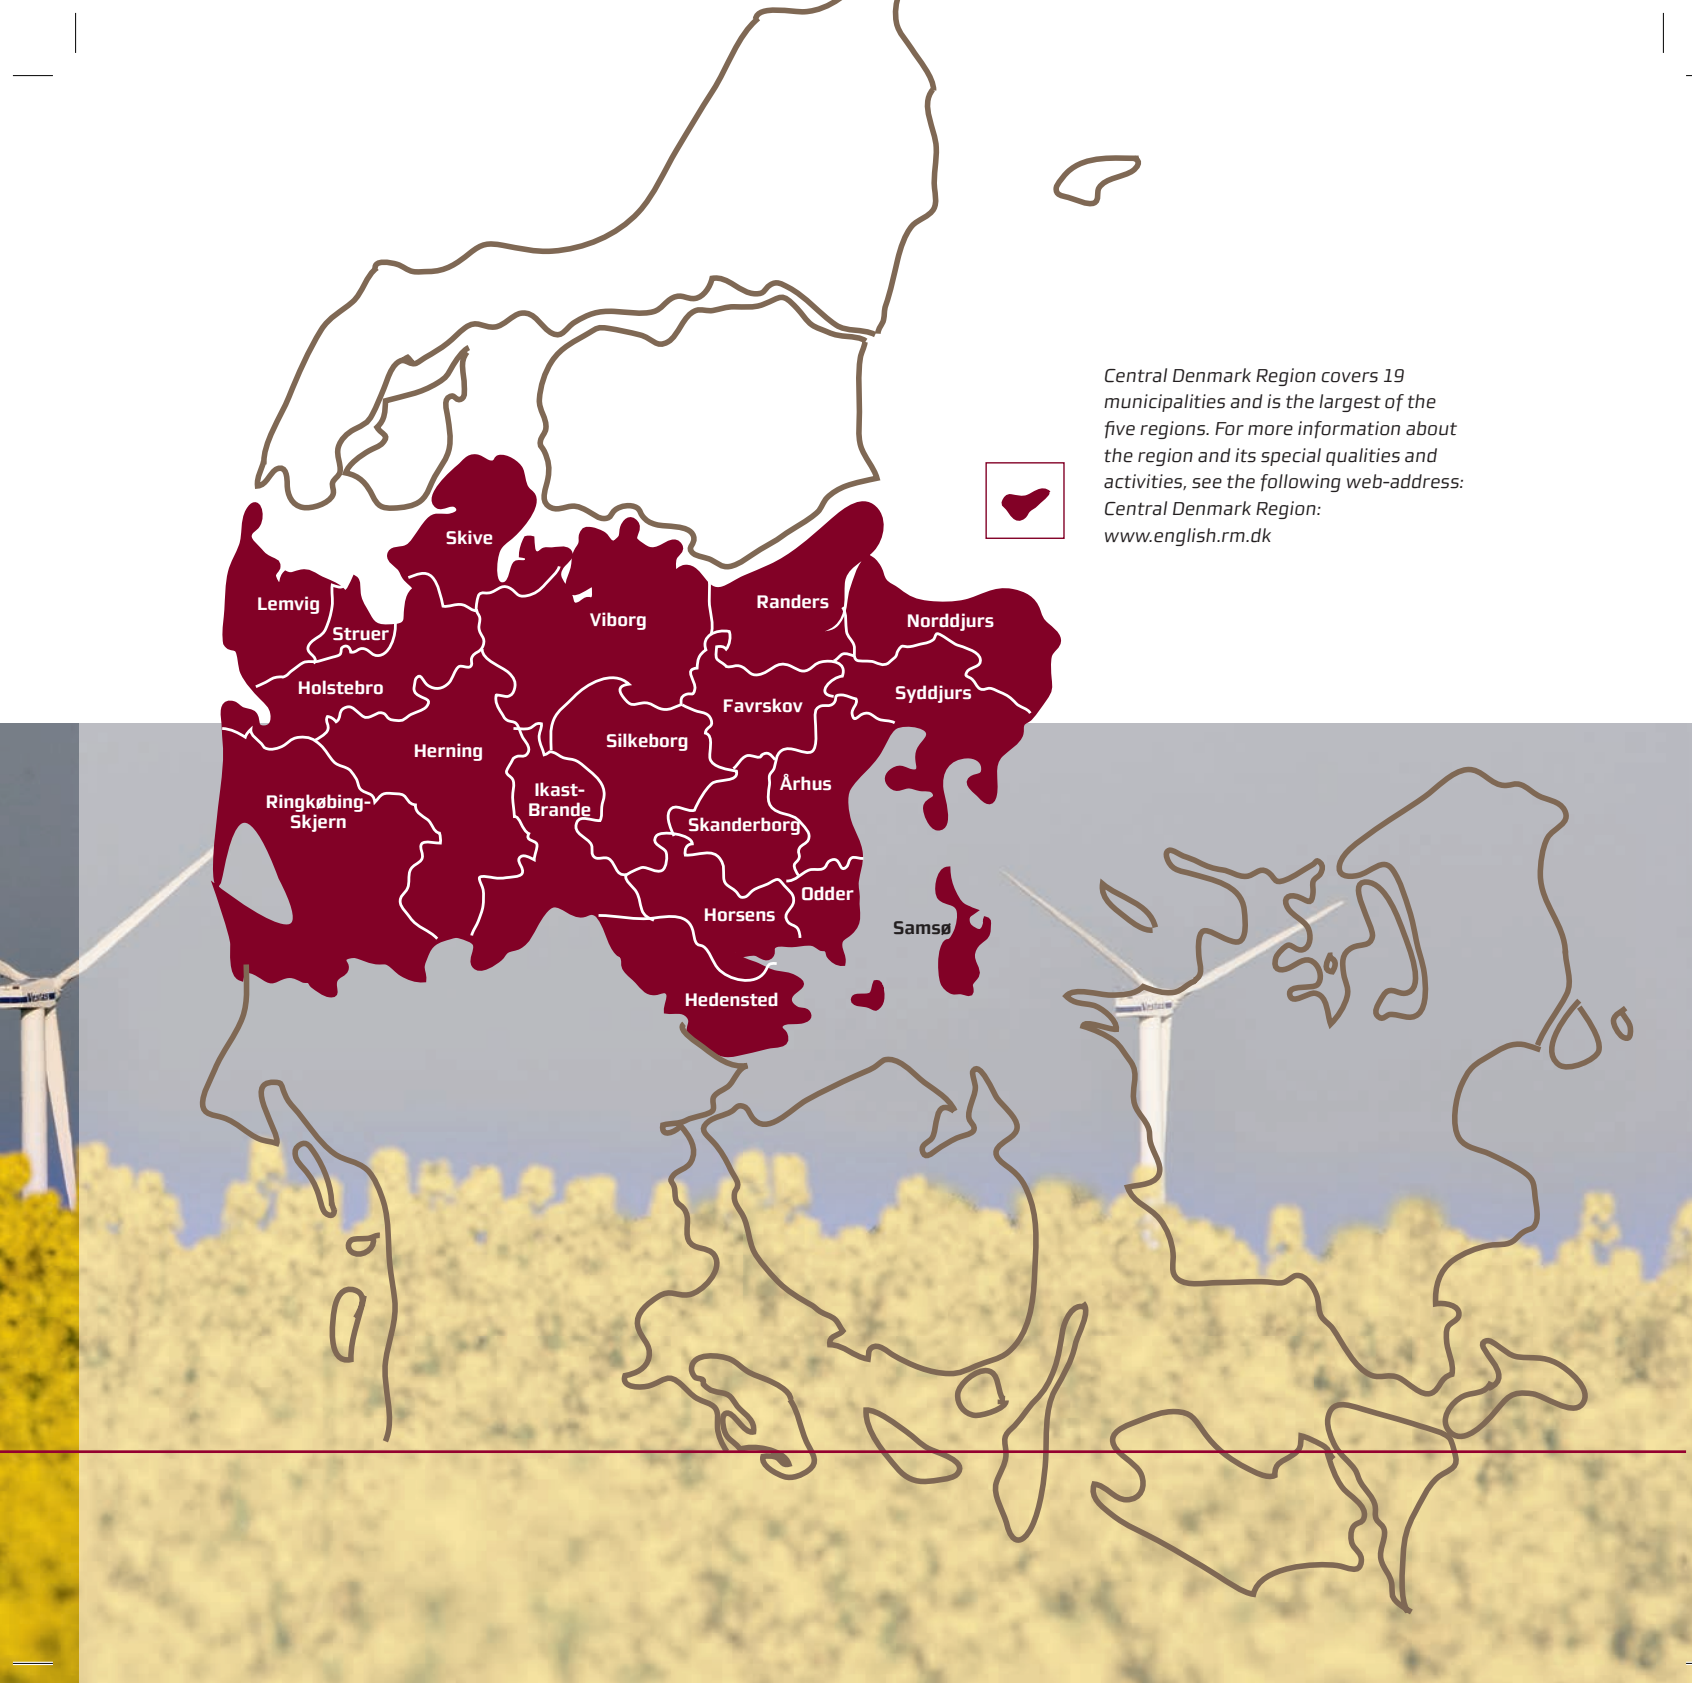 Central Denmark Region covers 19
municipalities and is the largest of the
five regions. For more information about
the region and its special qualities and
activities, see the following web-address:
Central Denmark Region:
www.english.rm.dk
Skive
Lemvig
Struer
Viborg
Randers
Norddjurs
Holstebro
Favrskov
Syddjurs
Herning
Silkeborg
Århus
Ikast-
Brande
Ringkøbing-
Skjern
Skanderborg
Odder
Horsens
Samsø
Hedensted
Vestas
Vestas